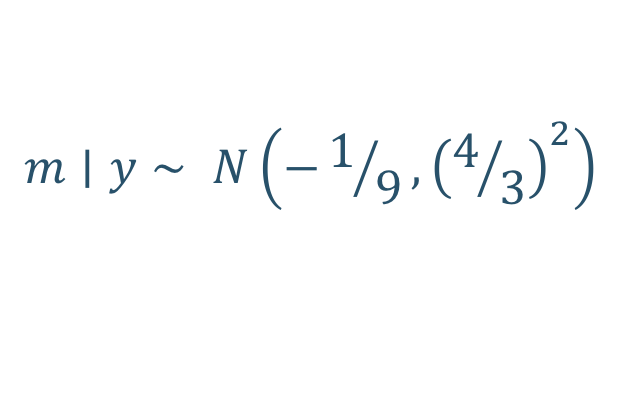 m | y ~ N(− 1/9, (4/3)²)